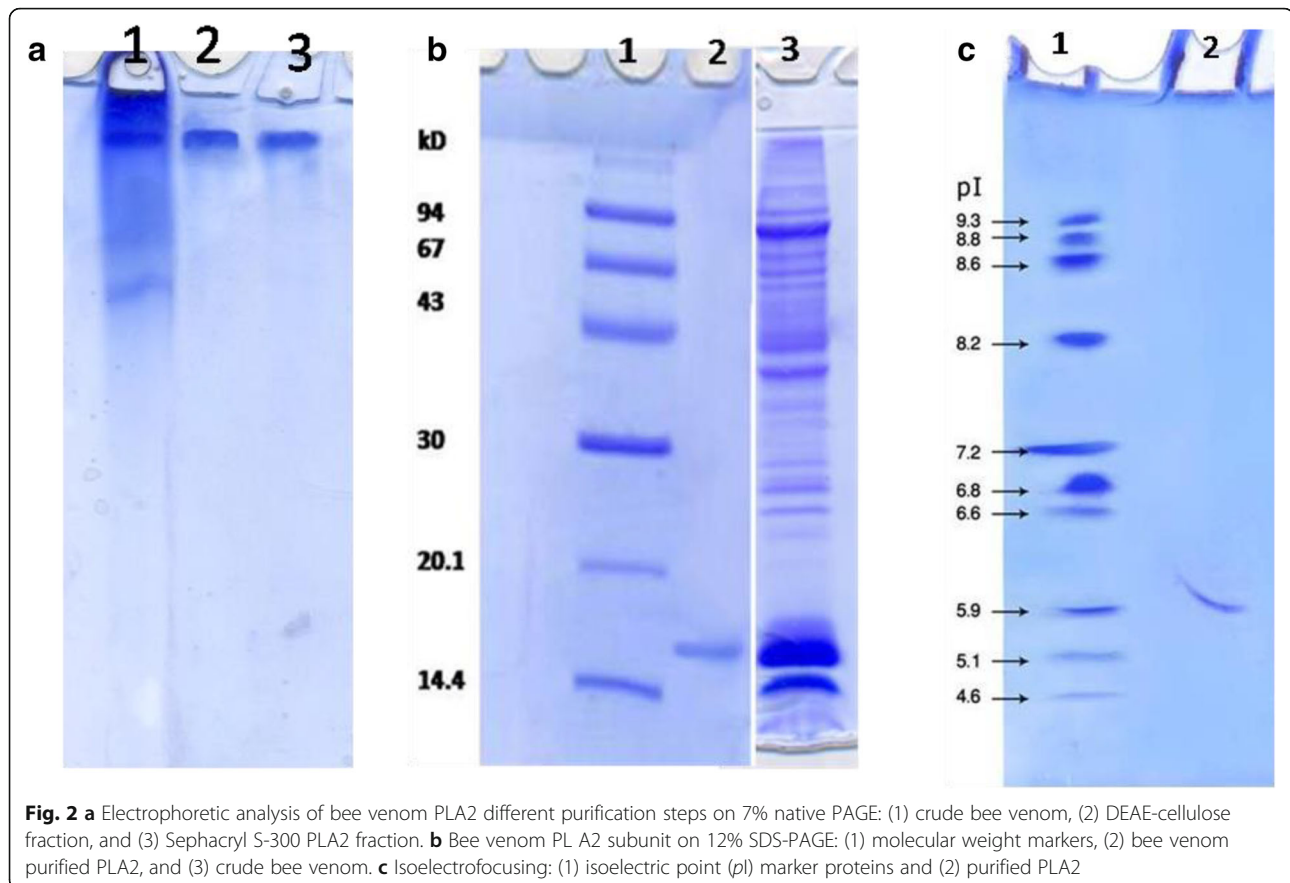 a
1 2 3
b
1 2 3
kD
94
67
43
30
20.1
14.4
c
1 2
pI
9.3
8.8
8.6
8.2
7.2
6.8
6.6
5.9
5.1
4.6
Fig. 2 a Electrophoretic analysis of bee venom PLA2 different purification steps on 7% native PAGE: (1) crude bee venom, (2) DEAE-cellulose
fraction, and (3) Sephacryl S-300 PLA2 fraction. b Bee venom PL A2 subunit on 12% SDS-PAGE: (1) molecular weight markers, (2) bee venom
purified PLA2, and (3) crude bee venom. c Isoelectrofocusing: (1) isoelectric point (pI) marker proteins and (2) purified PLA2